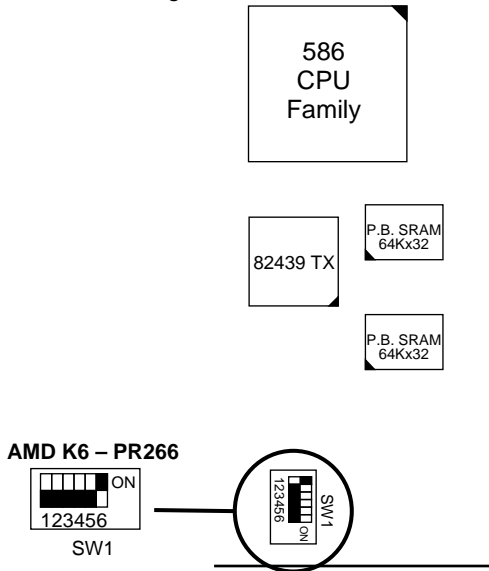 586
CPU
Family
82439 TX
P.B. SRAM
64Kx32
P.B. SRAM
64Kx32
AMD K6 – PR266
ON
123456
SW1
123456
ON
SW1